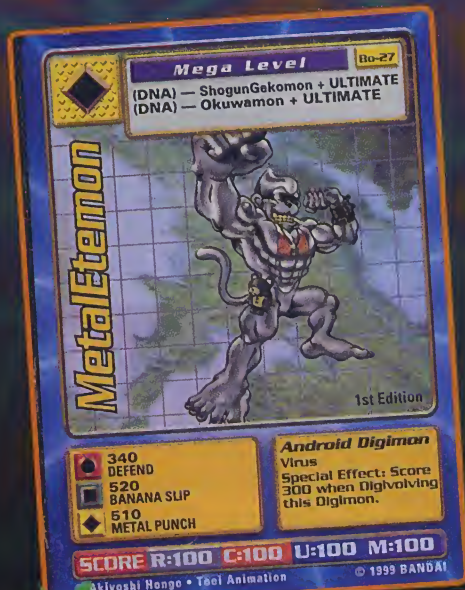 Mega Level
Bo-27
(DNA) — ShogunGekomon + ULTIMATE
(DNA) — Okuwamon + ULTIMATE
MetalEtemon
1st Edition
340
DEFEND
520
BANANA SLIP
510
METAL PUNCH
Android Digimon
Virus
Special Effect: Score
300 when Digivolving
this Digimon.
SCORE R:100 C:100 U:100 M:100
Akiyoshi Hongo • Toei Animation
© 1999 BANDAI